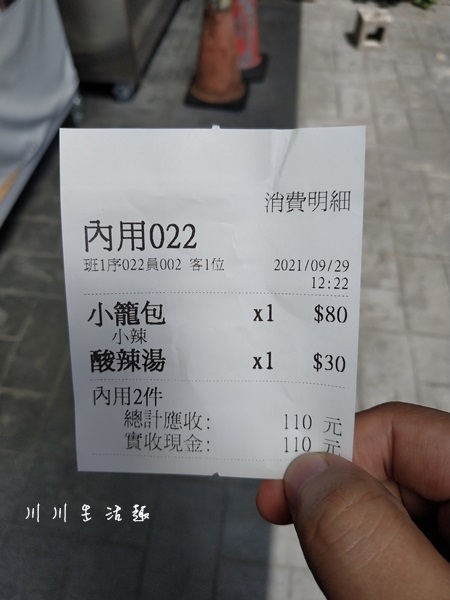 消費明細
內用022
班1序022員002 客1位 2021/09/29
12:22
小籠包 x1 $80
小辣
酸辣湯 x1 $30
內用2件
總計應收: 110 元
實收現金: 110 元
川川生活趣